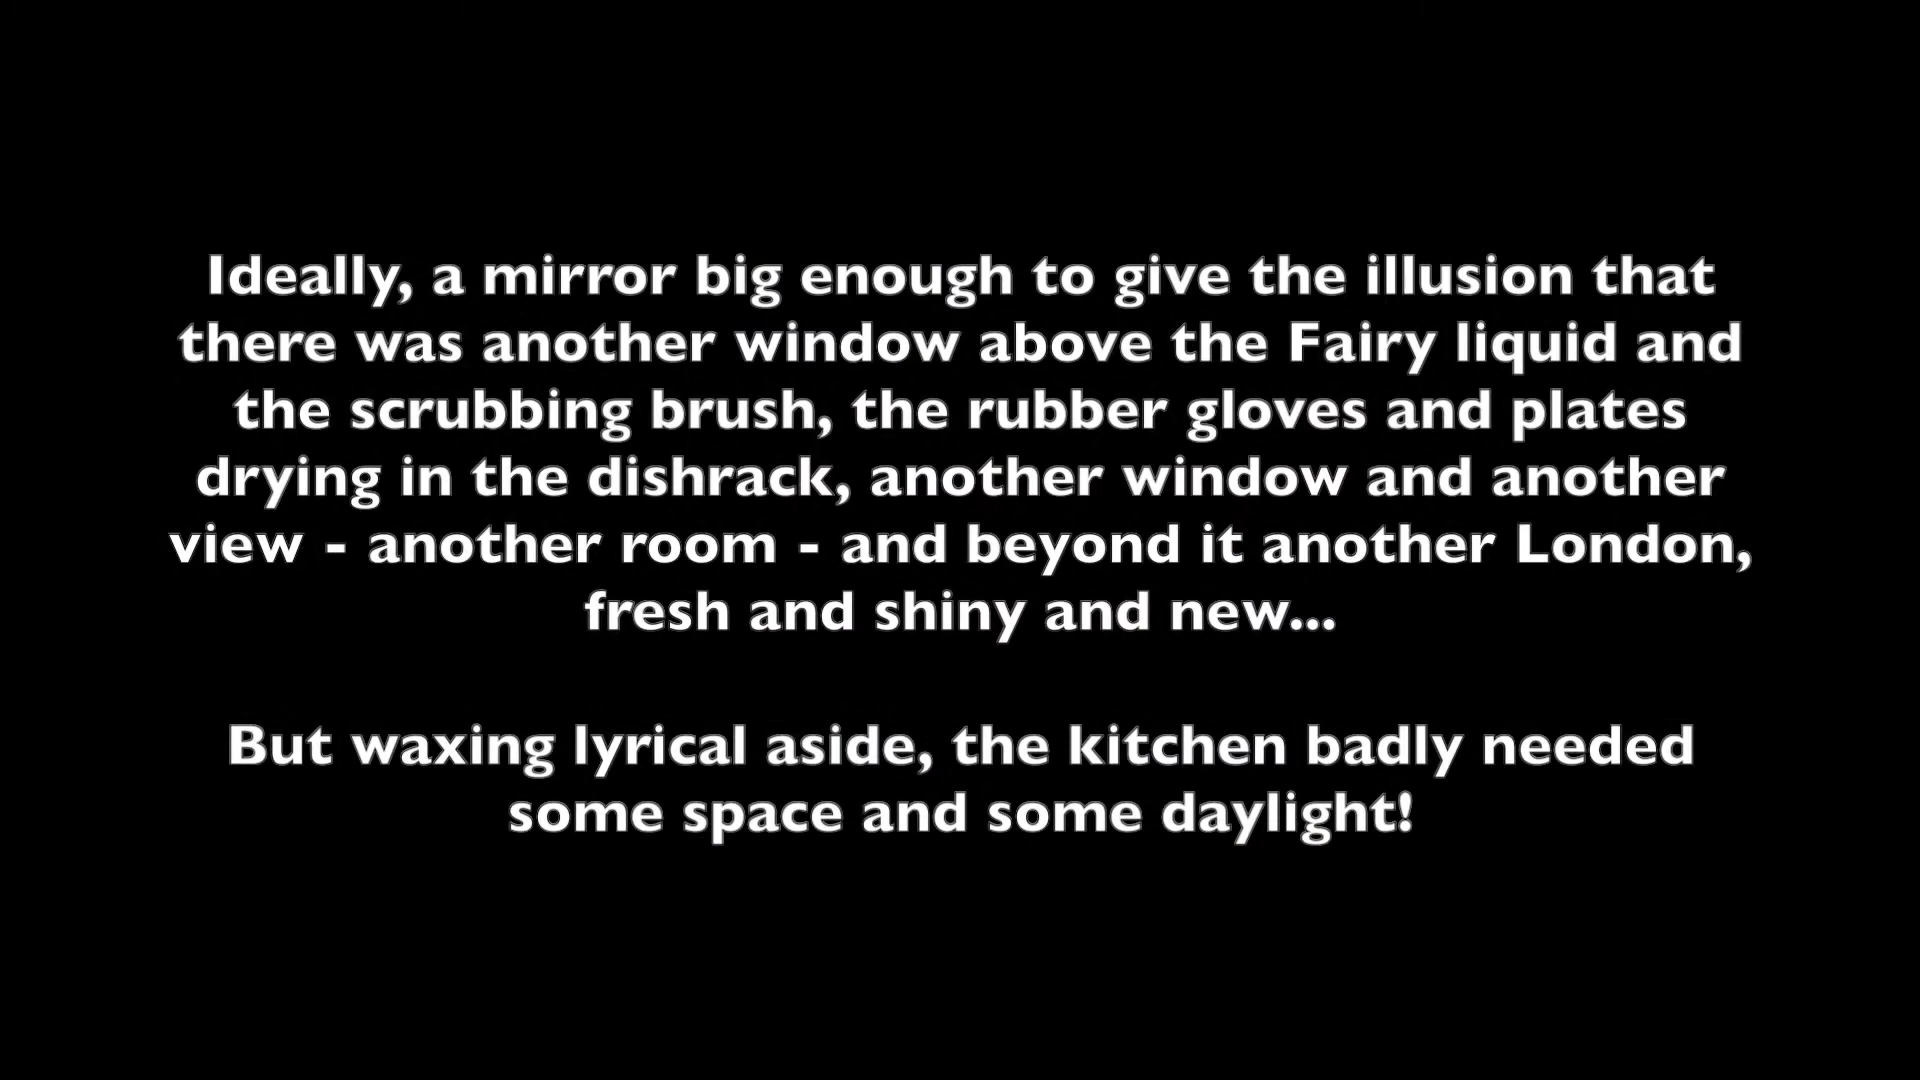 Ideally, a mirror big enough to give the illusion that
there was another window above the Fairy liquid and
the scrubbing brush, the rubber gloves and plates
drying in the dishrack, another window and another
view - another room - and beyond it another London,
fresh and shiny and new...
But waxing lyrical aside, the kitchen badly needed
some space and some daylight!